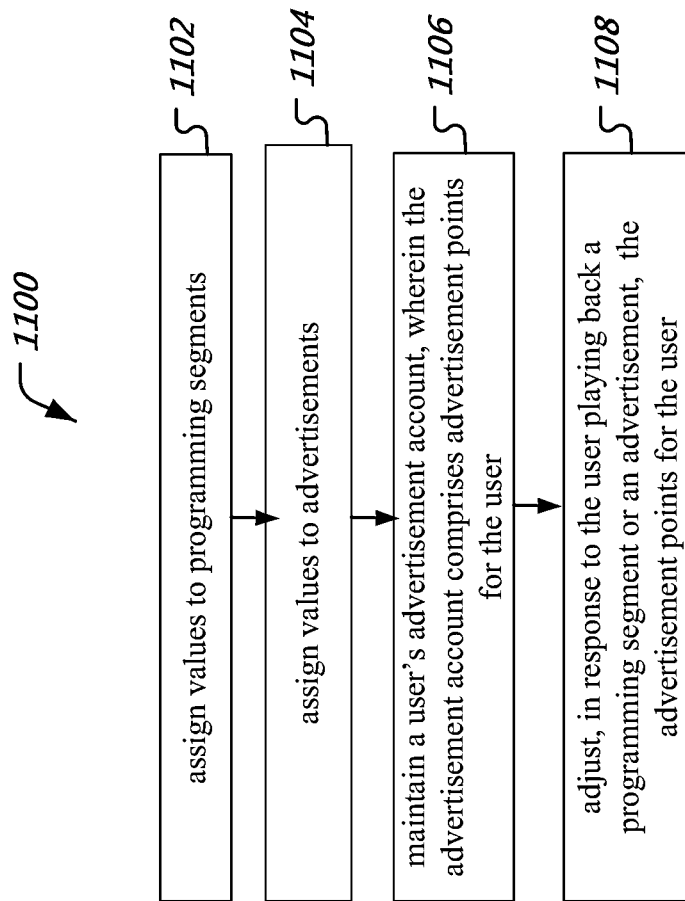 1100
assign values to programming segments
1102
assign values to advertisements
1104
maintain a user’s advertisement account, wherein the
advertisement account comprises advertisement points
for the user
1106
adjust, in response to the user playing back a
programming segment or an advertisement, the
advertisement points for the user
1108